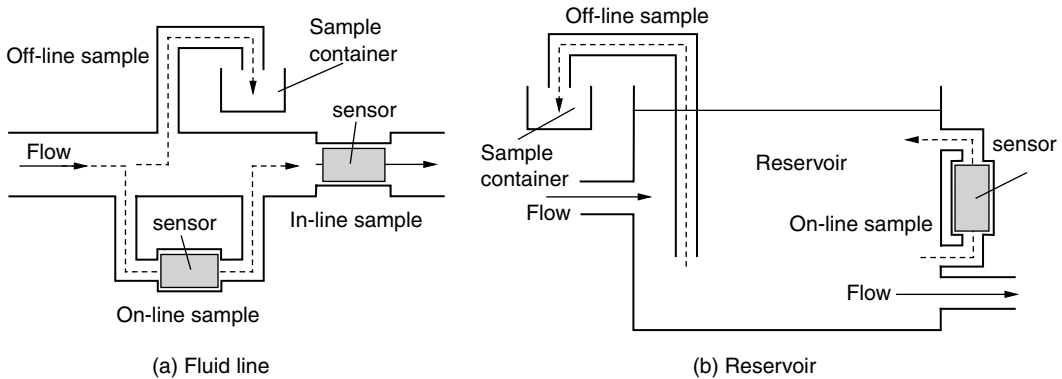 Off-line sample
Sample
container
sensor
Flow
sensor
In-line sample
On-line sample
(a) Fluid line
Off-line sample
Sample
container
Reservoir
sensor
Flow
On-line sample
Flow
(b) Reservoir